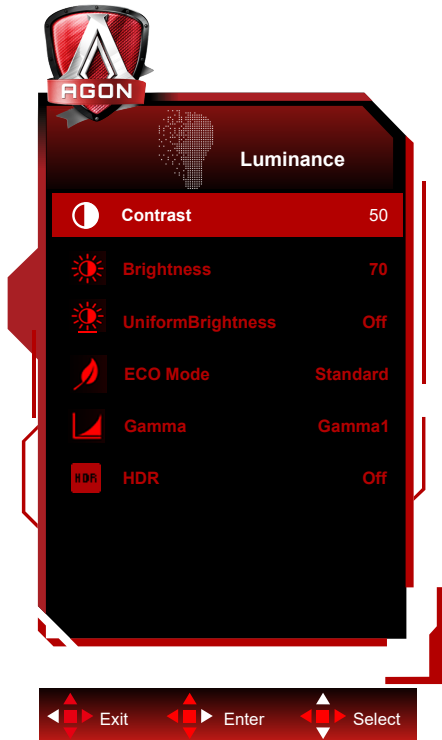 AGON
Luminance
Contrast 50
Brightness 70
UniformBrightness Off
ECO Mode Standard
Gamma Gamma1
HDR HDR Off
Exit Enter Select